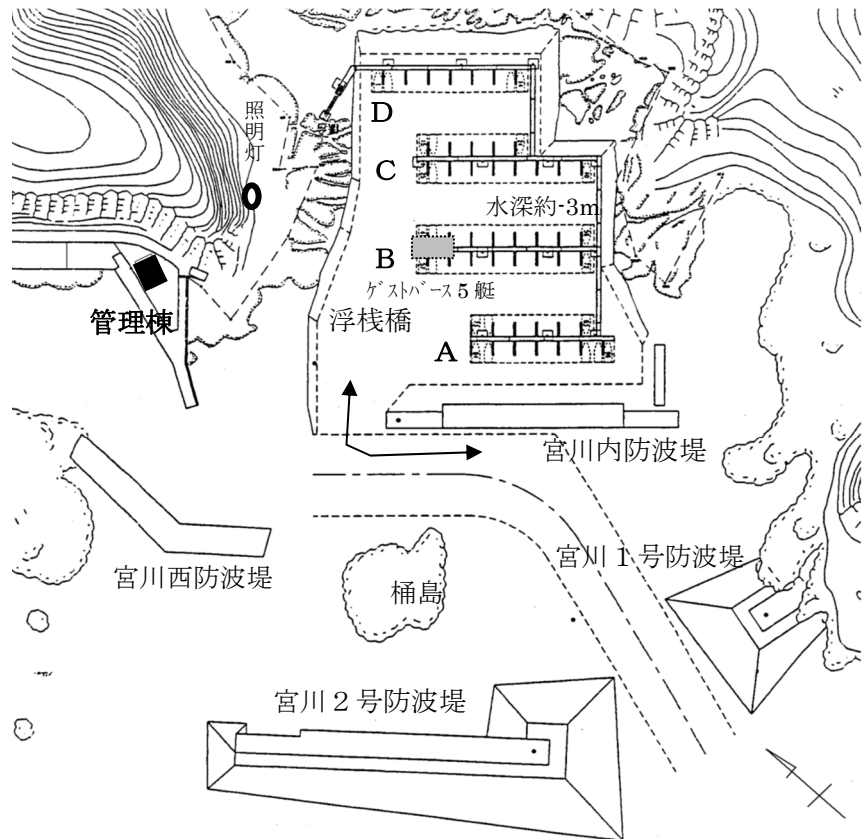 照明灯
D
C
水深約-3m
B
ゲストバース５艇
管理棟
浮桟橋
A
宮川内防波堤
宮川１号防波堤
宮川西防波堤
桶島
宮川２号防波堤